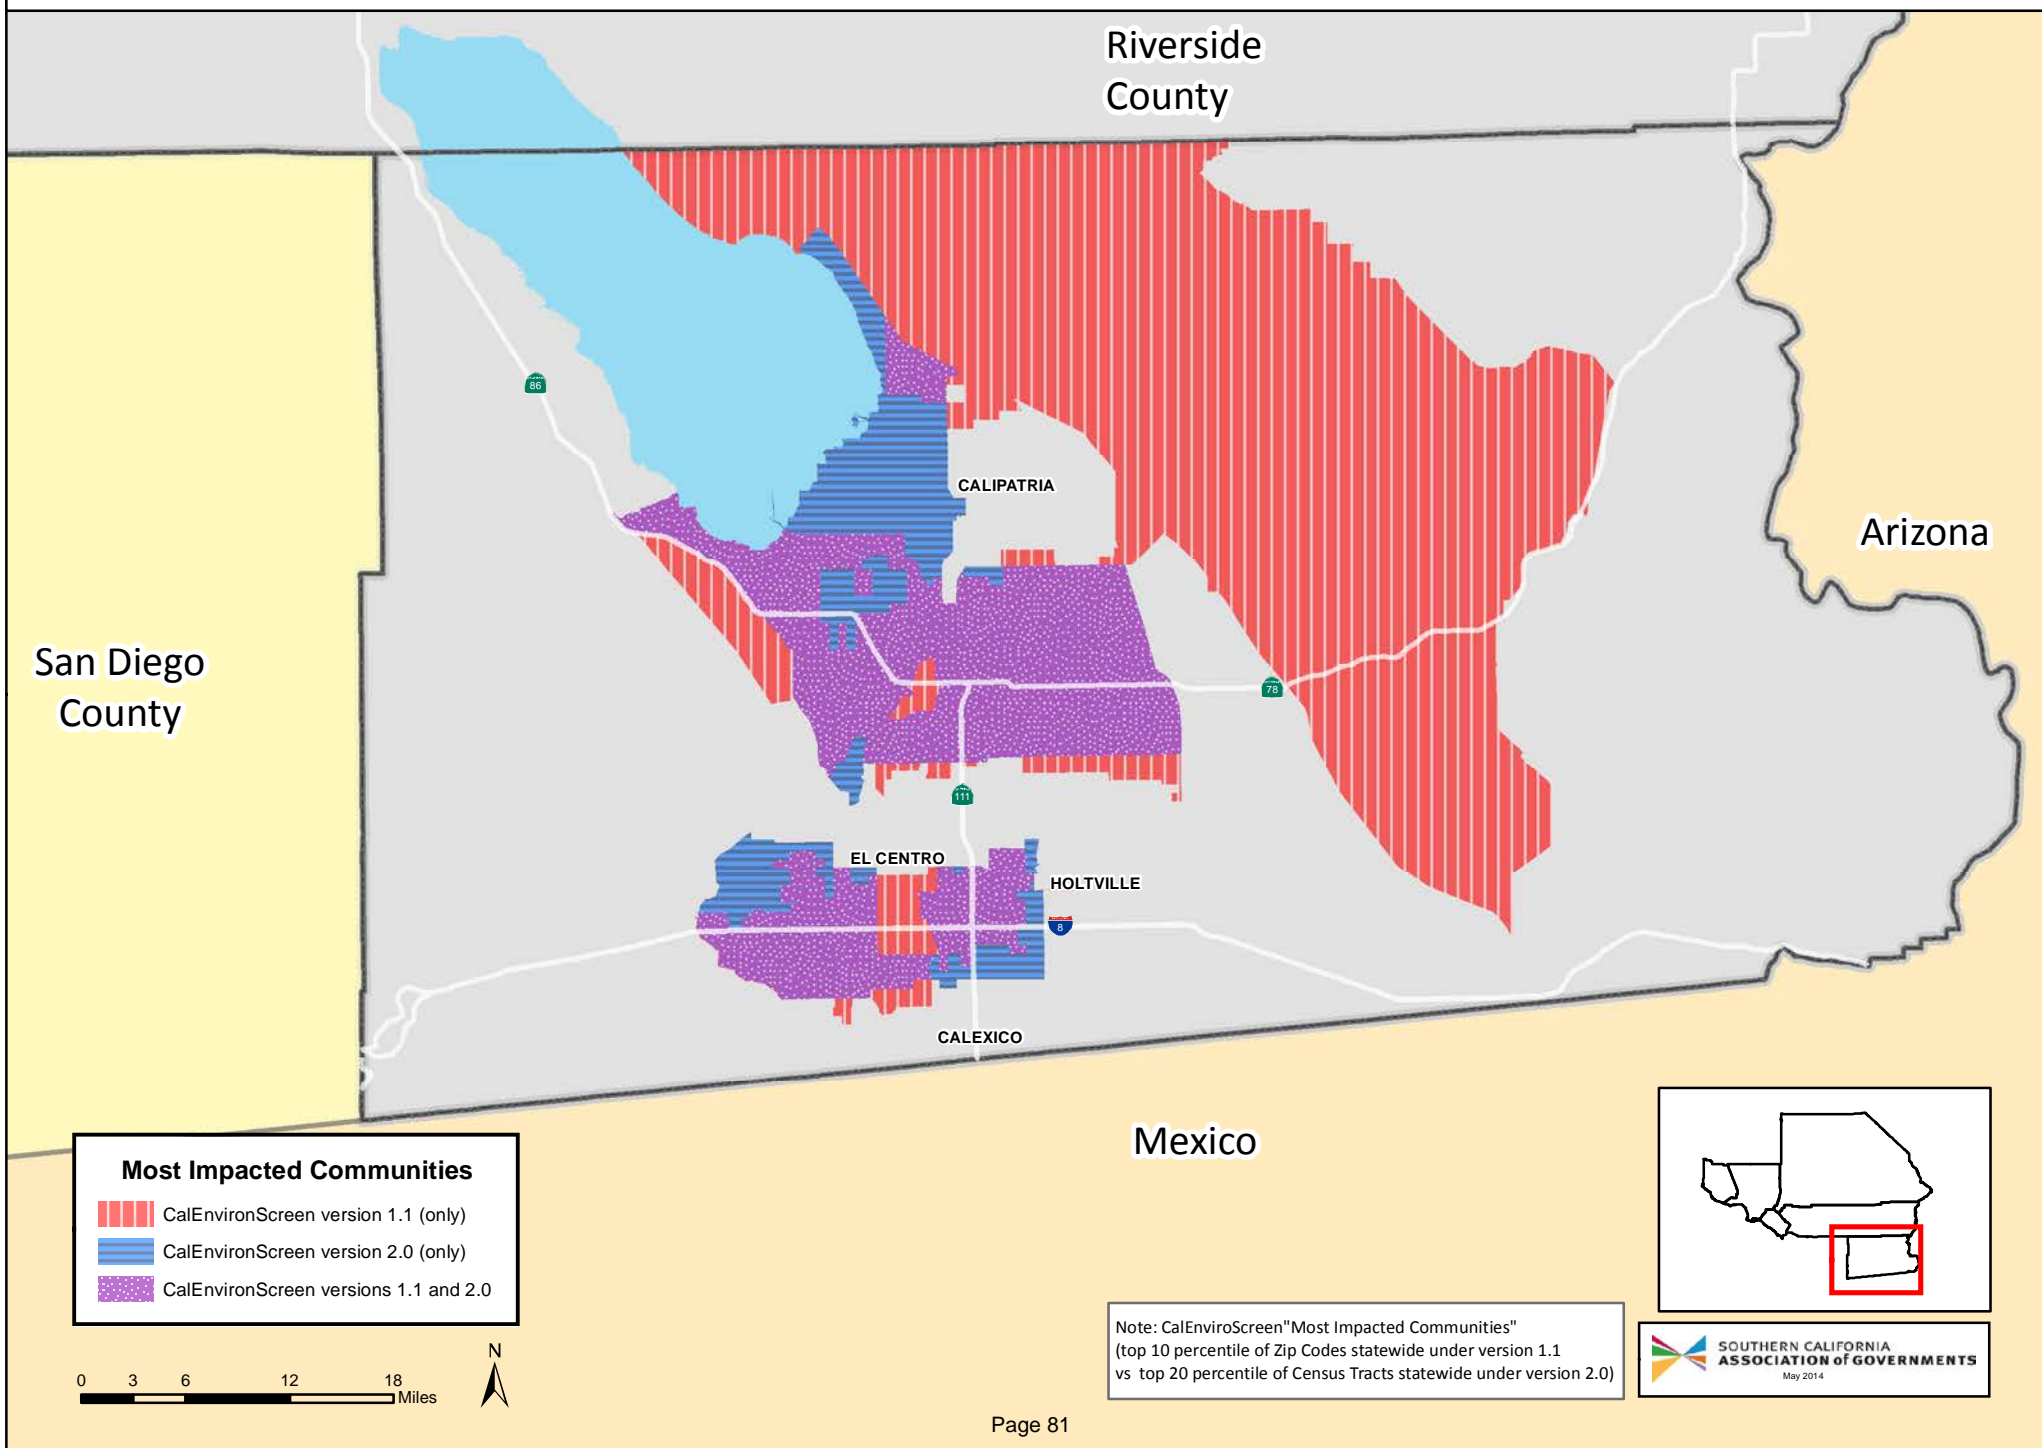 Riverside
County
86
CALIPATRIA
Arizona
San Diego
County
78
111
EL CENTRO
HOLTVILLE
8
CALEXICO
Mexico
Most Impacted Communities
CalEnvironScreen version 1.1 (only)
CalEnvironScreen version 2.0 (only)
CalEnvironScreen versions 1.1 and 2.0
N
0 3 6 12 18
Miles
Note: CalEnviroScreen"Most Impacted Communities"
(top 10 percentile of Zip Codes statewide under version 1.1
vs top 20 percentile of Census Tracts statewide under version 2.0)
SOUTHERN CALIFORNIA
ASSOCIATION of GOVERNMENTS
May 2014
Page 81